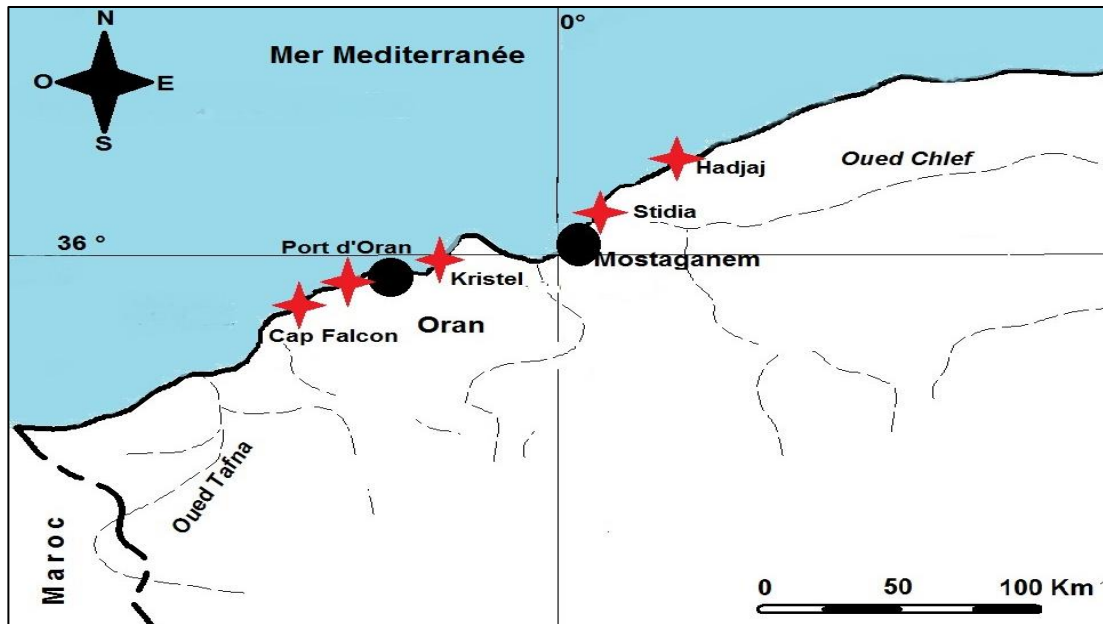 N
O E
S
Mer Mediterranée
0°
Oued Chlef
Hadjaj
Stidia
36 °
Port d'Oran
Mostaganem
Kristel
Oran
Cap Falcon
Oued Tafna
Maroc
0 50 100 Km